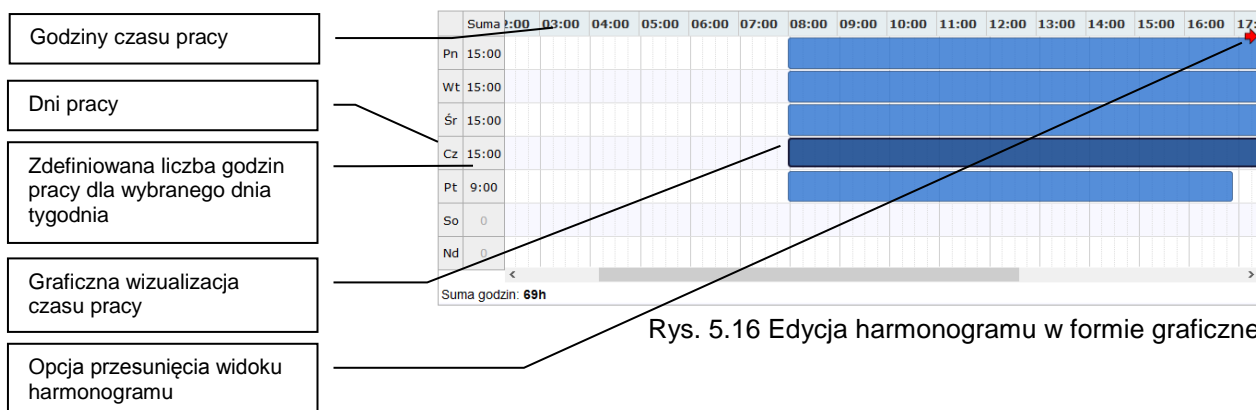 Godziny czasu pracy
Dni pracy
Zdefiniowana liczba godzin
pracy dla wybranego dnia
tygodnia
Graficzna wizualizacja
czasu pracy
Opcja przesunięcia widoku
harmonogramu
Suma 2:00 03:00 04:00 05:00 06:00 07:00 08:00 09:00 10:00 11:00 12:00 13:00 14:00 15:00 16:00 17:
Pn 15:00
Wt 15:00
Śr 15:00
Cz 15:00
Pt 9:00
So 0
Nd 0
Suma godzin: 69h
Rys. 5.16 Edycja harmonogramu w formie graficzne